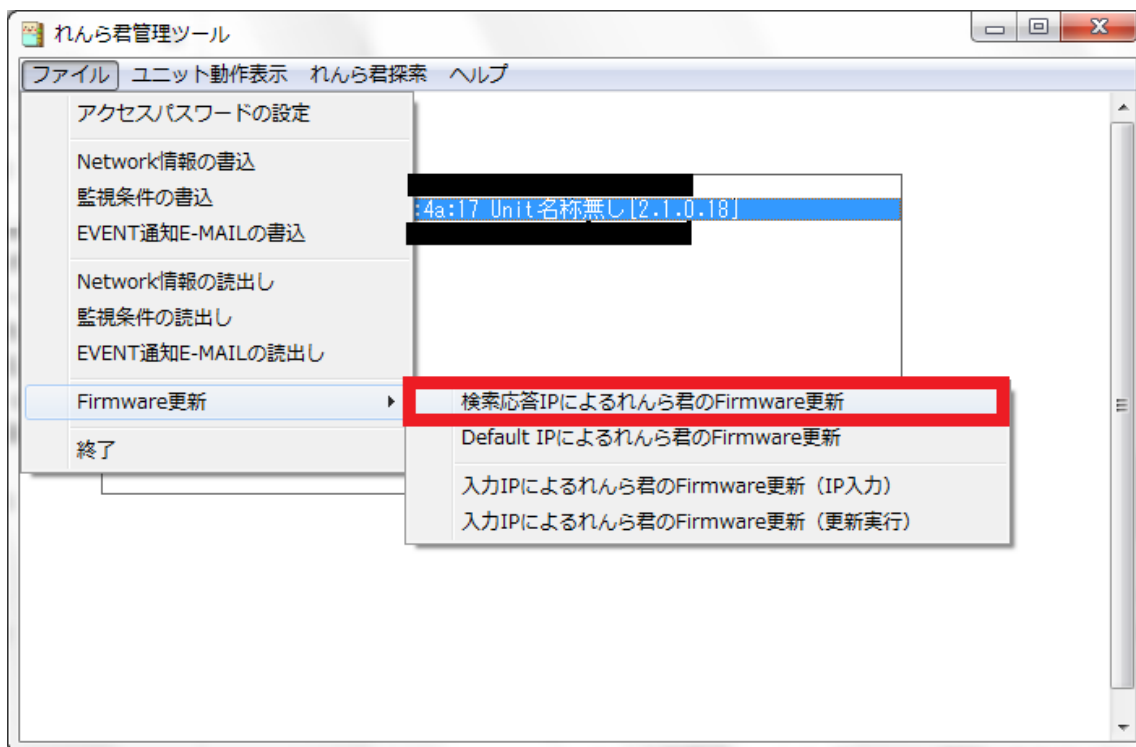 れんら君管理ツール
ファイル ユニット動作表示 れんら君探索 ヘルプ
アクセスパスワードの設定
Network情報の書込
監視条件の書込
:4a:17 Unit名称無し[2.1.0.18]
EVENT通知E-MAILの書込
Network情報の読出し
監視条件の読出し
EVENT通知E-MAILの読出し
Firmware更新
検索応答IPによるれんら君のFirmware更新
Default IPによるれんら君のFirmware更新
終了
入力IPによるれんら君のFirmware更新（IP入力）
入力IPによるれんら君のFirmware更新（更新実行）